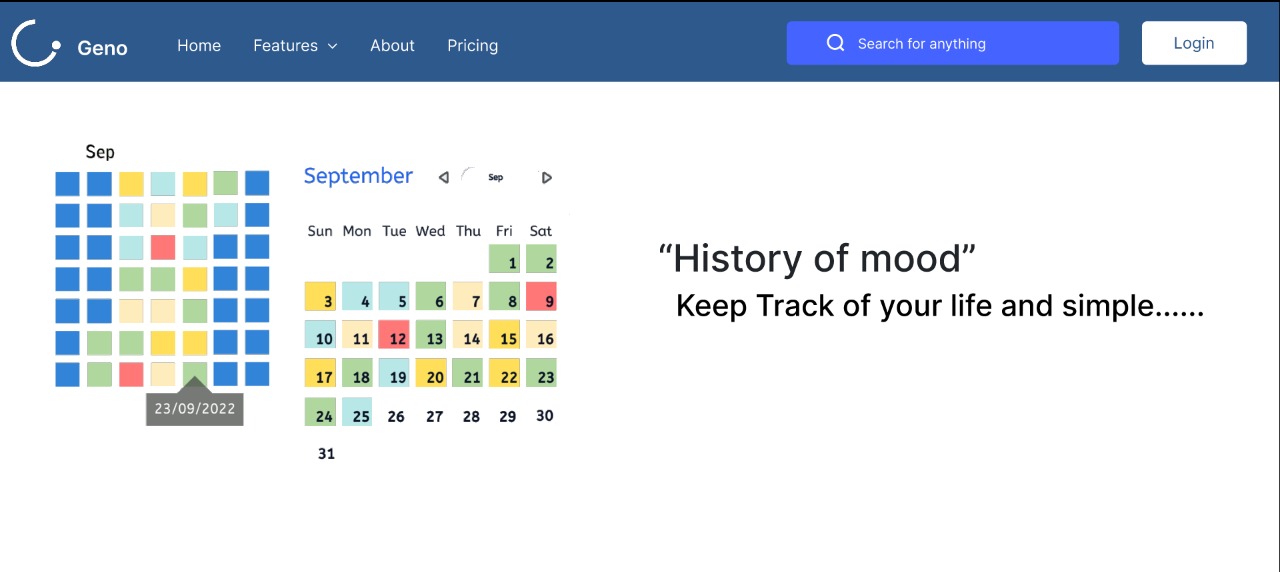 Geno
Home Features About Pricing
Search for anything
Login
Sep
23/09/2022
September
Sep
Sun Mon Tue Wed Thu Fri Sat
1 2
3 4 5 6 7 8 9
10 11 12 13 14 15 16
17 18 19 20 21 22 23
24 25 26 27 28 29 30
31
“History of mood”
Keep Track of your life and simple......